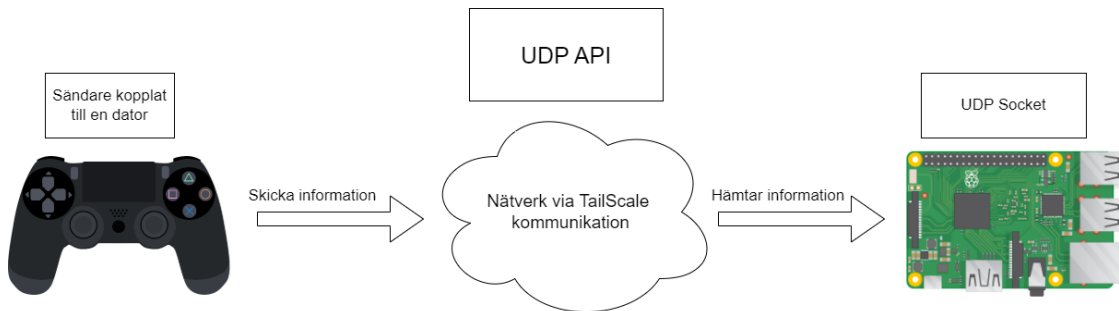 UDP API
Sändare kopplat
till en dator
UDP Socket
Skicka information
Nätverk via TailScale
kommunikation
Hämtar information